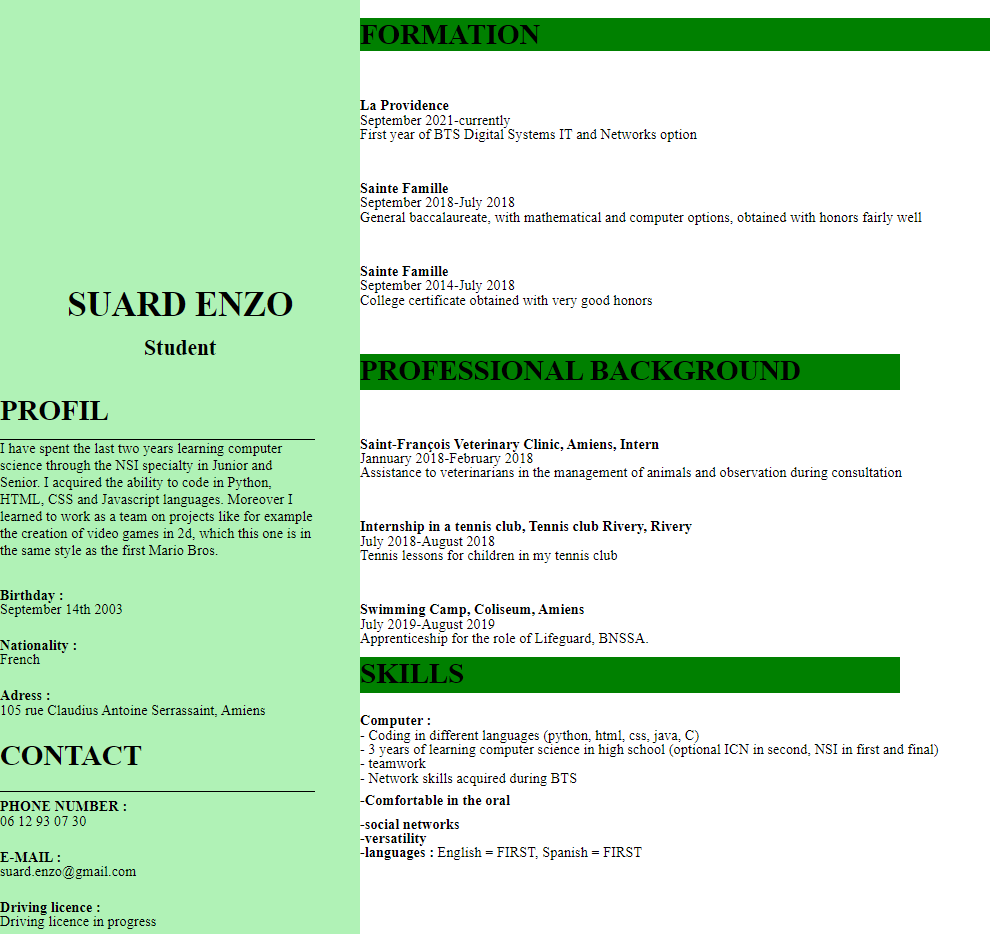 SUARD ENZO
Student
PROFIL
I have spent the last two years learning computer
science through the NSI specialty in Junior and
Senior. I acquired the ability to code in Python,
HTML, CSS and Javascript languages. Moreover I
learned to work as a team on projects like for example
the creation of video games in 2d, which this one is in
the same style as the first Mario Bros.
Birthday :
September 14th 2003
Nationality :
French
Adress :
105 rue Claudius Antoine Serrassaint, Amiens
CONTACT
PHONE NUMBER :
06 12 93 07 30
E-MAIL :
suard.enzo@gmail.com
Driving licence :
Driving licence in progress
FORMATION
La Providence
September 2021-currently
First year of BTS Digital Systems IT and Networks option
Sainte Famille
September 2018-July 2018
General baccalaureate, with mathematical and computer options, obtained with honors fairly well
Sainte Famille
September 2014-July 2018
College certificate obtained with very good honors
PROFESSIONAL BACKGROUND
Saint-François Veterinary Clinic, Amiens, Intern
Jannuary 2018-February 2018
Assistance to veterinarians in the management of animals and observation during consultation
Internship in a tennis club, Tennis club Rivery, Rivery
July 2018-August 2018
Tennis lessons for children in my tennis club
Swimming Camp, Coliseum, Amiens
July 2019-August 2019
Apprenticeship for the role of Lifeguard, BNSSA.
SKILLS
Computer :
- Coding in different languages (python, html, css, java, C)
- 3 years of learning computer science in high school (optional ICN in second, NSI in first and final)
- teamwork
- Network skills acquired during BTS
-Comfortable in the oral
-social networks
-versatility
-languages : English = FIRST, Spanish = FIRST